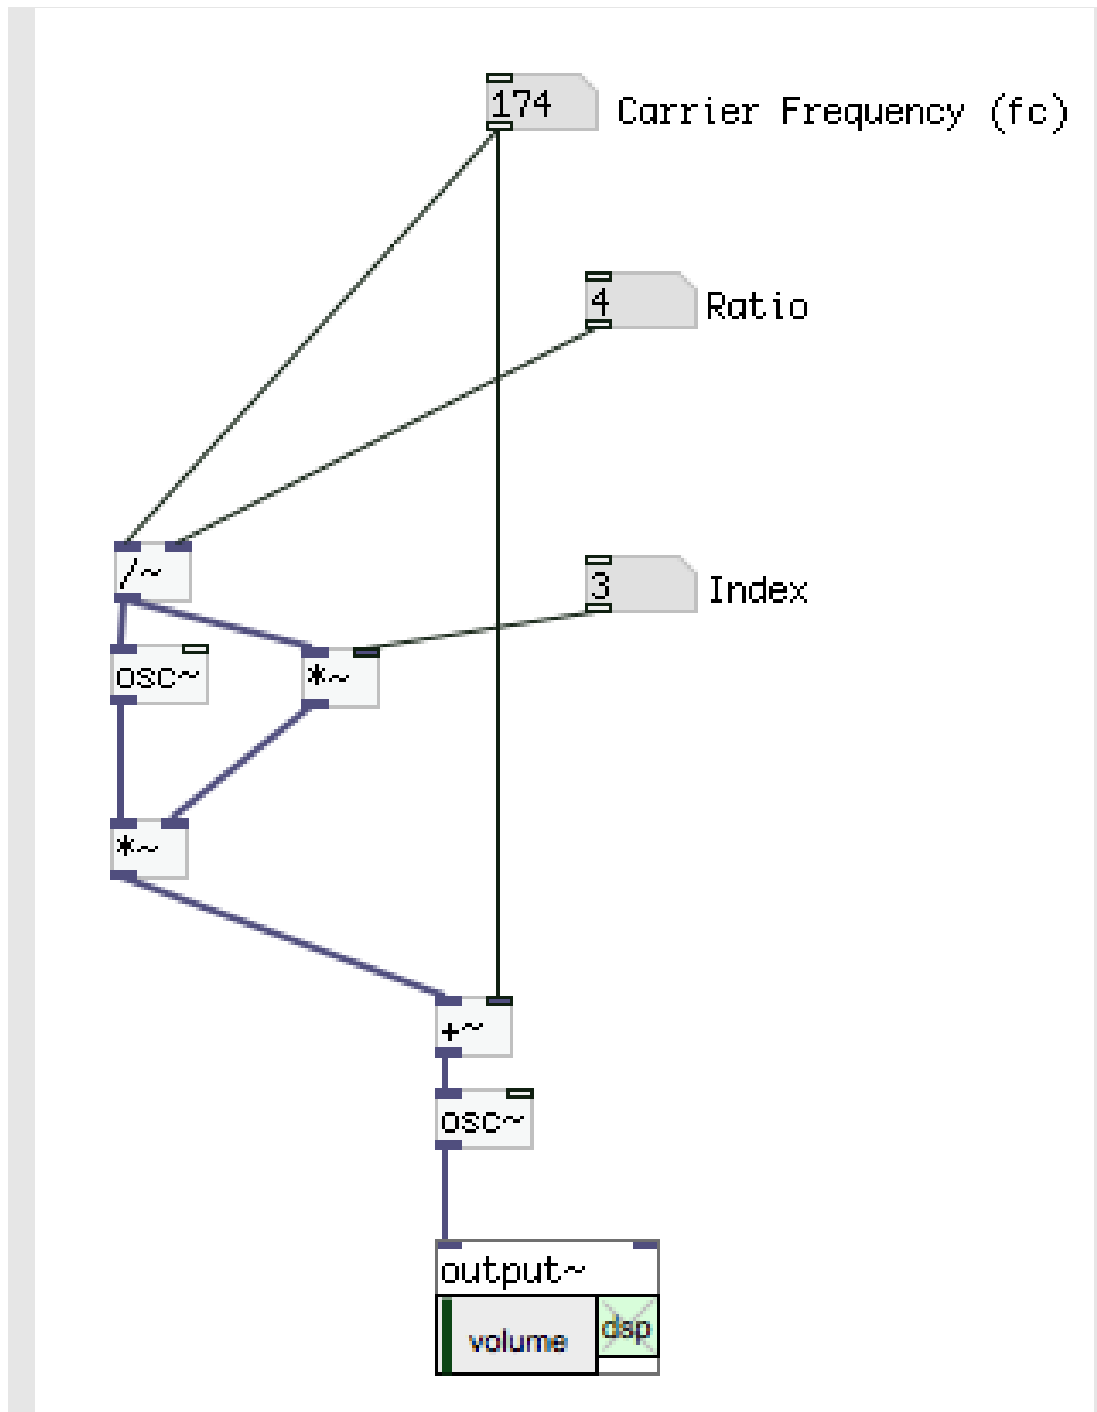 174 Carrier Frequency (fc)
4 Ratio
/~
3 Index
osc~ *~
*~
+~
osc~
output~
volume dsp